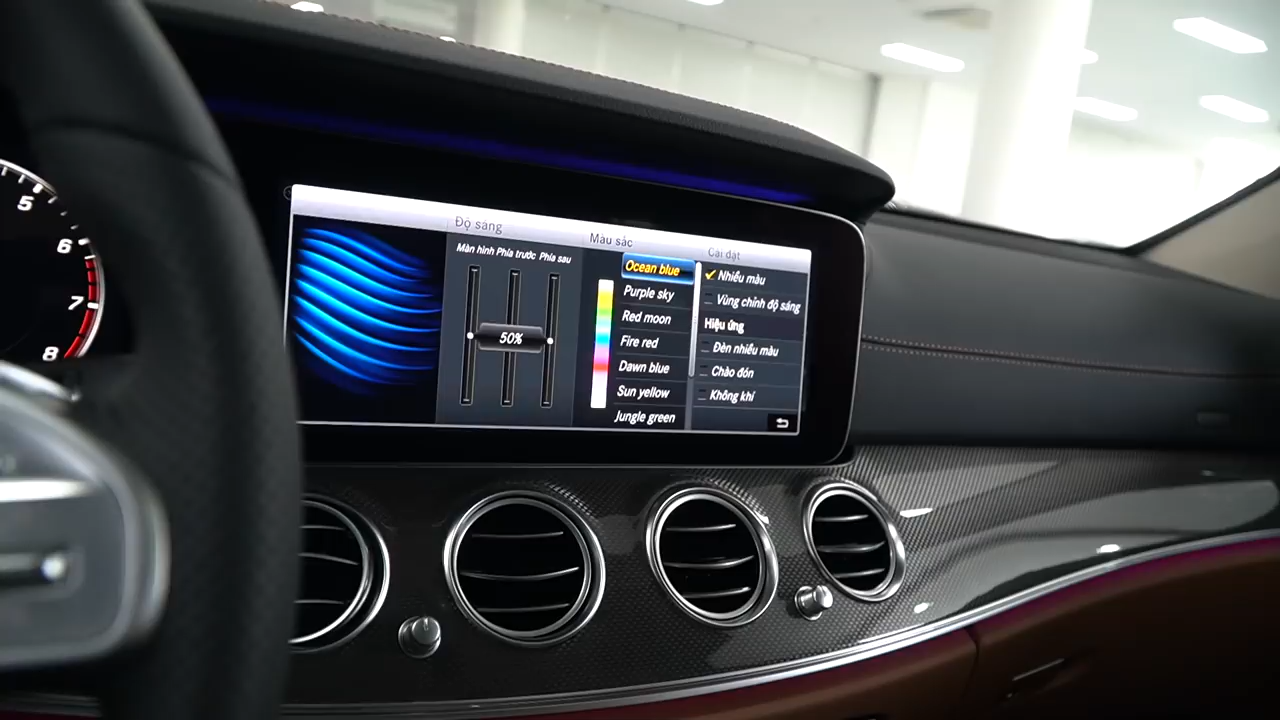 5
6
7
8
Độ sáng
Màn hình Phía trước Phía sau
50%
Màu sắc
Ocean blue
Purple sky
Red moon
Fire red
Dawn blue
Sun yellow
Jungle green
Cài đặt
Nhiều màu
Vùng chỉnh độ sáng
Hiệu ứng
Đèn nhiều màu
Chào đón
Không khí